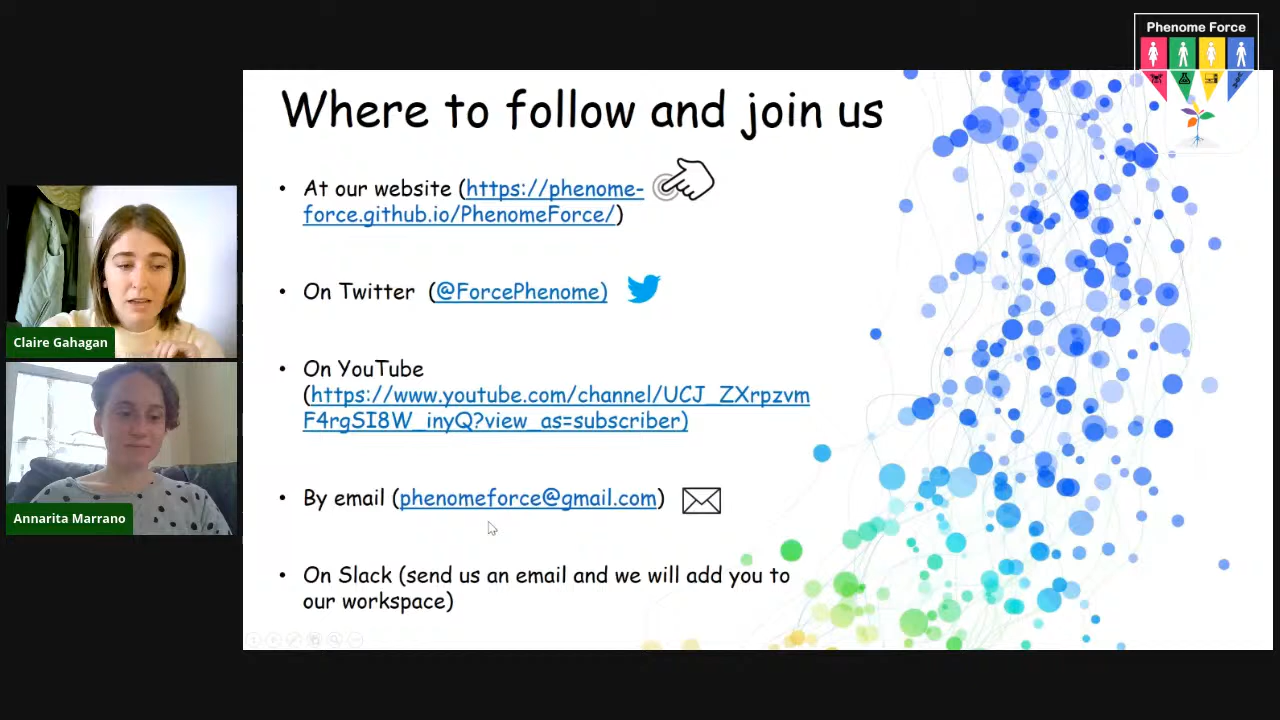 Phenome Force
Where to follow and join us
• At our website (https://phenome-
force.github.io/PhenomeForce/)
• On Twitter (@ForcePhenome)
• On YouTube
(https://www.youtube.com/channel/UCJ_ZXrpzvm
F4rgSI8W_inyQ?view_as=subscriber)
• By email (phenomeforce@gmail.com)
• On Slack (send us an email and we will add you to
our workspace)
Claire Gahagan
Annarita Marrano